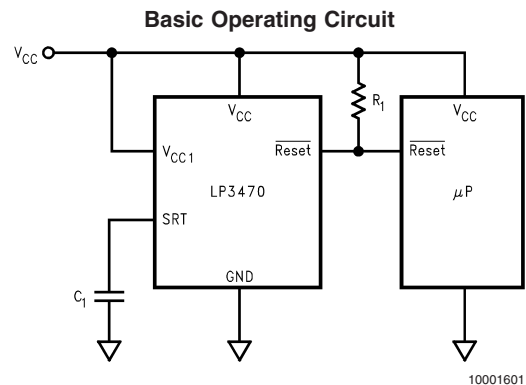 Basic Operating Circuit
VCC
VCC
VCC
R1
VCC1
Reset
Reset
LP3470
μP
SRT
GND
C1
10001601